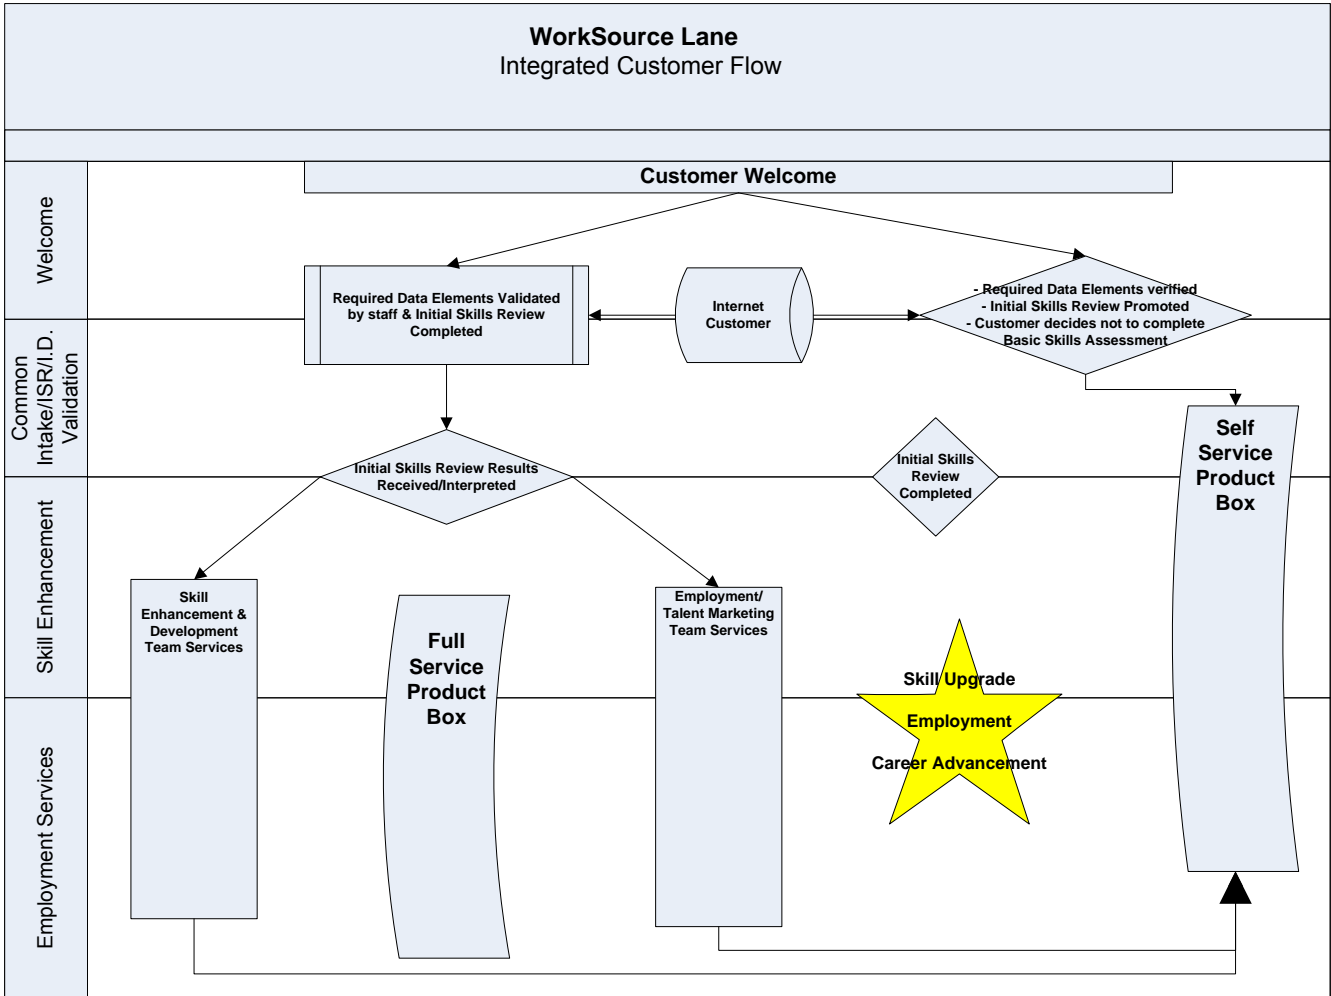 WorkSource Lane
Integrated Customer Flow
Welcome
Customer Welcome
Required Data Elements Validated
by staff & Initial Skills Review
Completed
Internet
Customer
- Required Data Elements verified
- Initial Skills Review Promoted
- Customer decides not to complete
Basic Skills Assessment
Common
Intake/ISR/I.D.
Validation
Initial Skills Review Results
Received/Interpreted
Initial Skills
Review
Completed
Self
Service
Product
Box
Skill Enhancement
Skill
Enhancement &
Development
Team Services
Full
Service
Product
Box
Employment/
Talent Marketing
Team Services
Skill Upgrade
Employment
Career Advancement
Employment Services